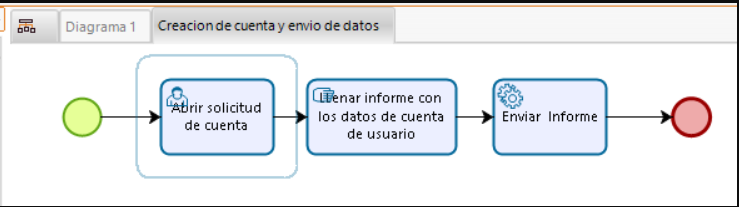 Diagrama 1
Creacion de cuenta y envio de datos
Abrir solicitud
de cuenta
Llenar informe con
los datos de cuenta
de usuario
Enviar Informe